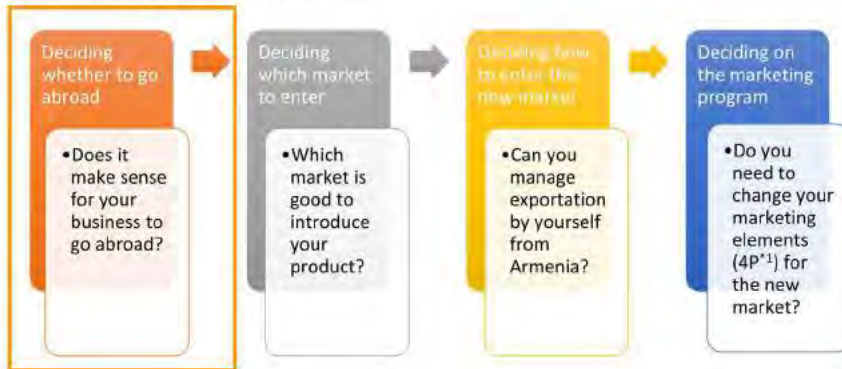 Deciding
whether to go
abroad
•Does it
make sense
for your
business to
go abroad?
Deciding
which market
to enter
•Which
market is
good to
introduce
your
product?
Deciding how
to enter the
new market
•Can you
manage
exportation
by yourself
from
Armenia?
Deciding on
the marketing
program
•Do you
need to
change your
marketing
elements
(4P*1) for
the new
market?